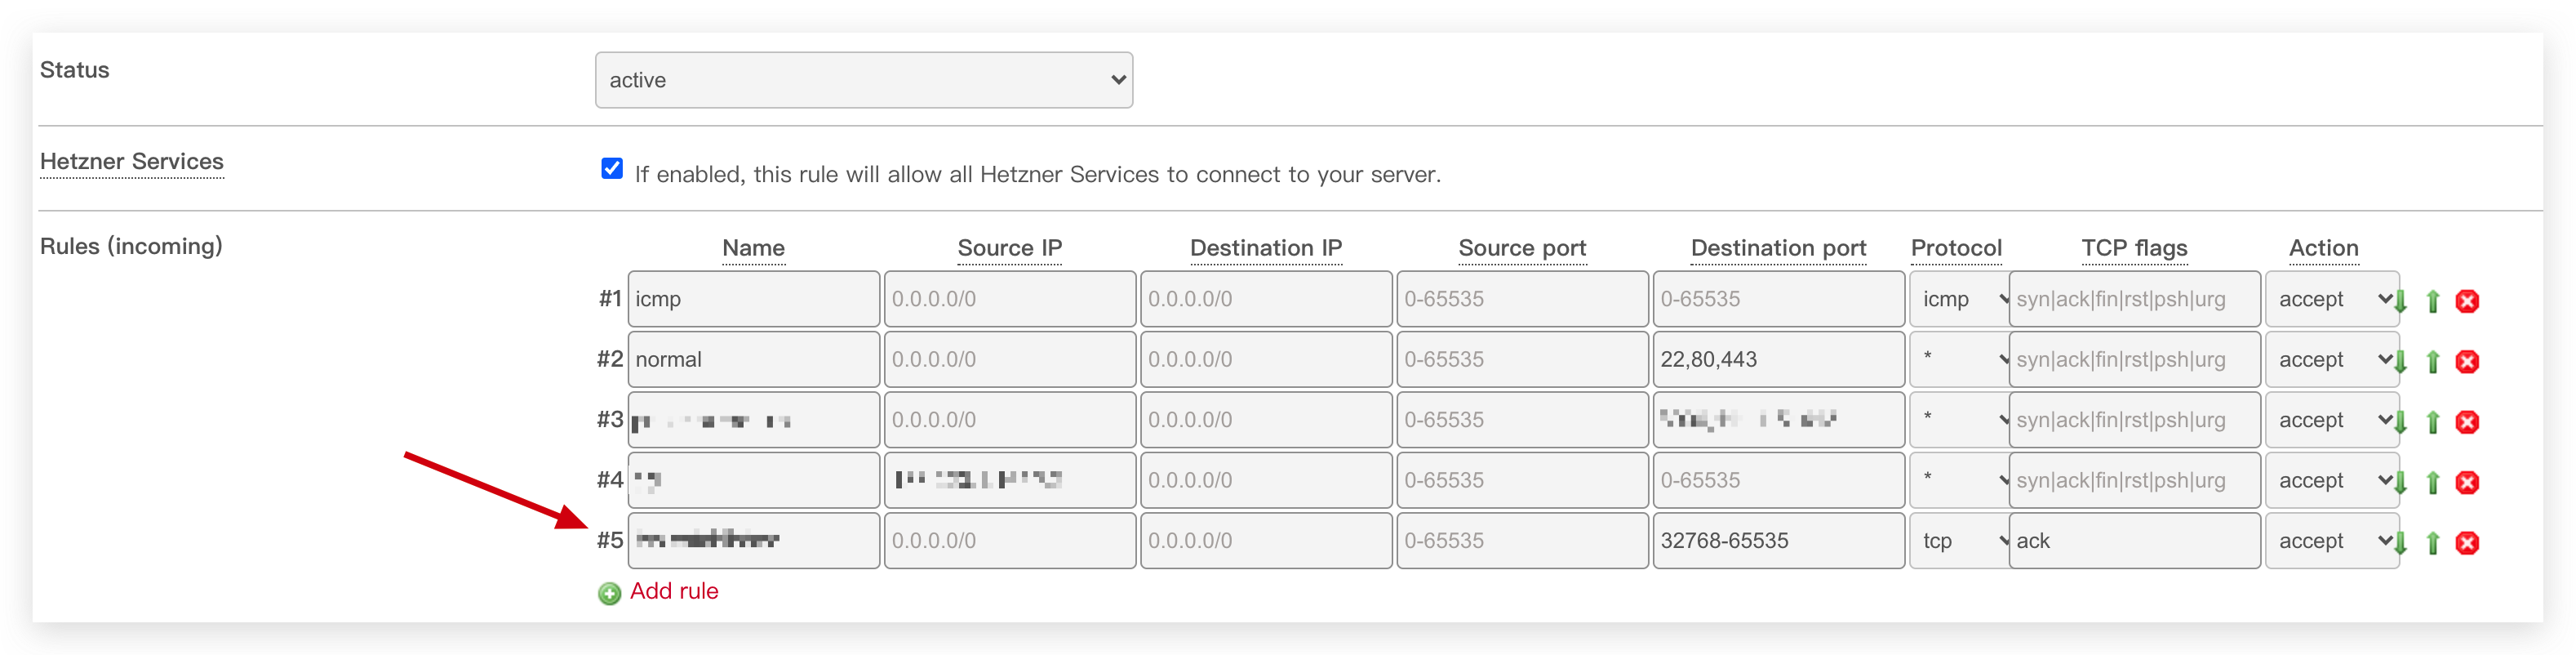 Status
active
Hetzner Services
If enabled, this rule will allow all Hetzner Services to connect to your server.
Rules (incoming)
Name Source IP Destination IP Source port Destination port Protocol TCP flags Action
#1 icmp 0.0.0.0/0 0.0.0.0/0 0-65535 0-65535 icmp syn|ack|fin|rst|psh|urg accept
#2 normal 0.0.0.0/0 0.0.0.0/0 0-65535 22,80,443 * syn|ack|fin|rst|psh|urg accept
#3 0.0.0.0/0 0.0.0.0/0 0-65535 * syn|ack|fin|rst|psh|urg accept
#4 0.0.0.0/0 0-65535 0-65535 * syn|ack|fin|rst|psh|urg accept
#5 0.0.0.0/0 0.0.0.0/0 0-65535 32768-65535 tcp ack accept
Add rule